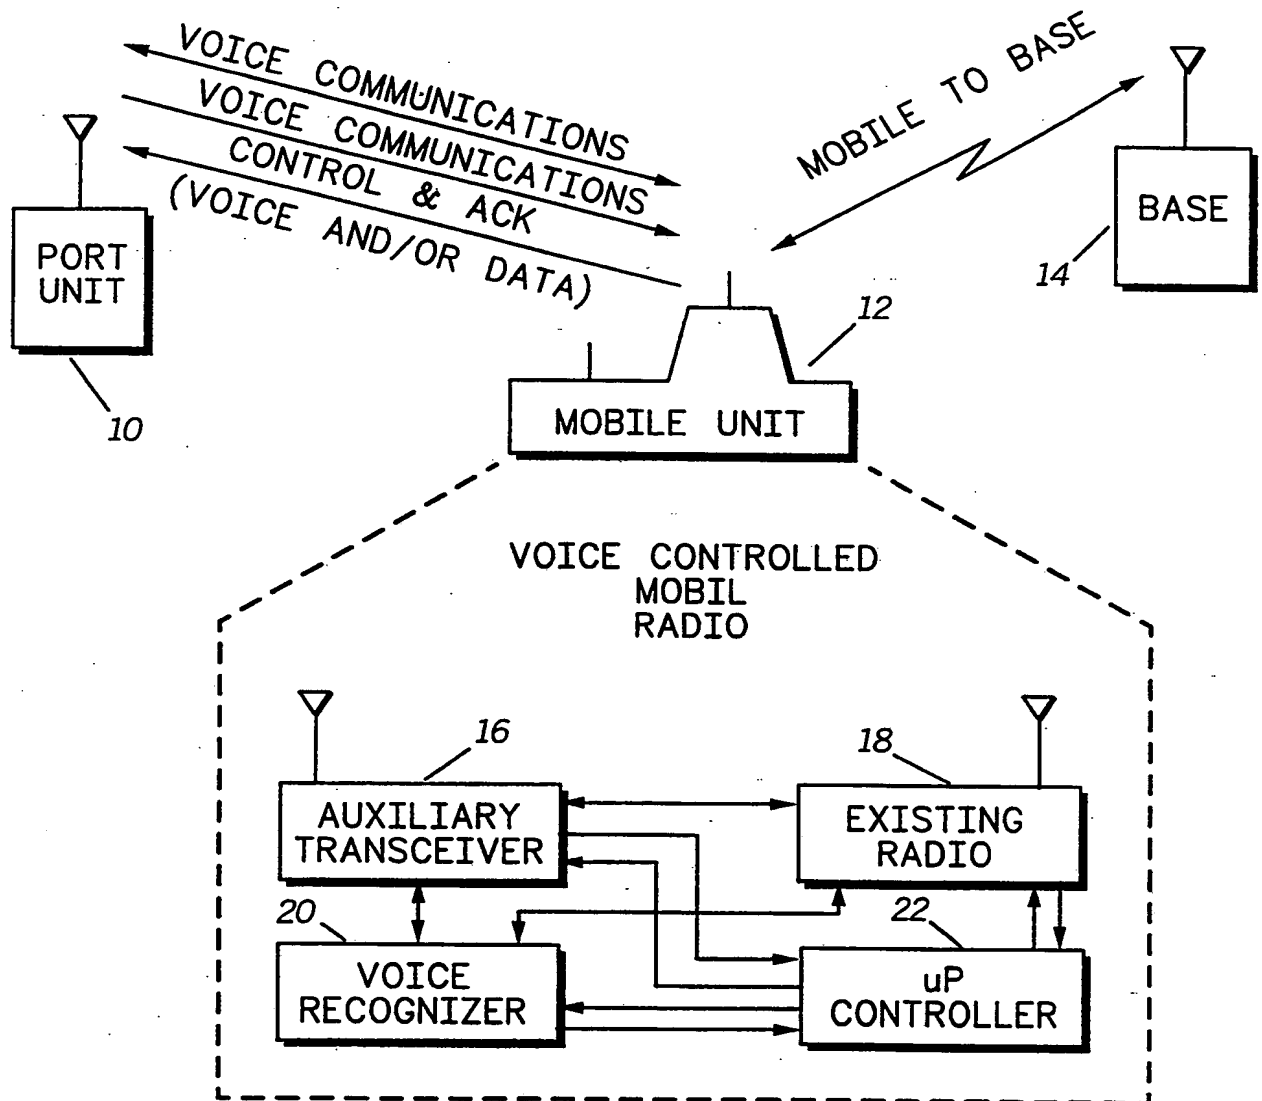 VOICE COMMUNICATIONS
VOICE COMMUNICATIONS
CONTROL & ACK
(VOICE AND/OR DATA)
MOBILE TO BASE
PORT
UNIT
10
BASE
14
12
MOBILE UNIT
VOICE CONTROLLED
MOBIL
RADIO
16
AUXILIARY
TRANSCEIVER
18
EXISTING
RADIO
20
VOICE
RECOGNIZER
22
uP
CONTROLLER